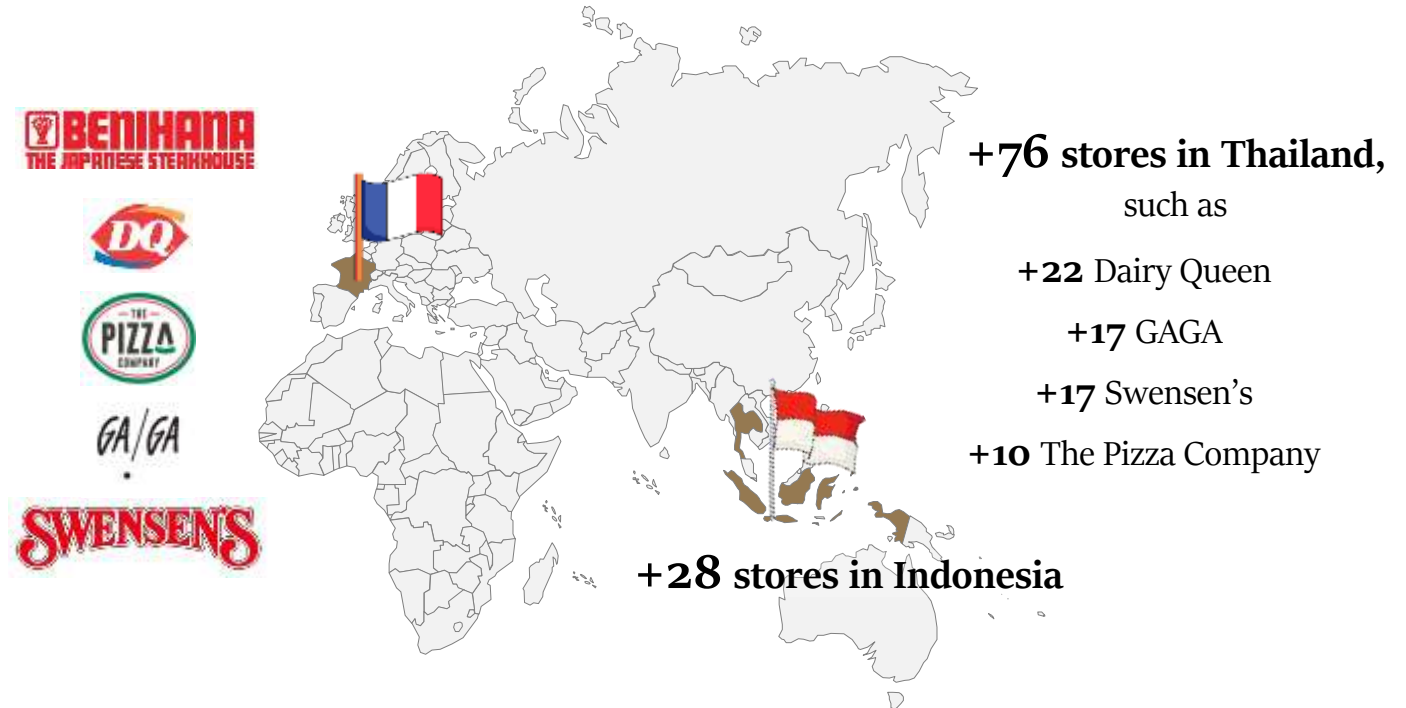 BENIHANA
THE JAPANESE STEAKHOUSE
DQ
THE
PIZZA
COMPANY
GA/GA
SWENSEN'S
+76 stores in Thailand,
such as
+22 Dairy Queen
+17 GAGA
+17 Swensen’s
+10 The Pizza Company
+28 stores in Indonesia